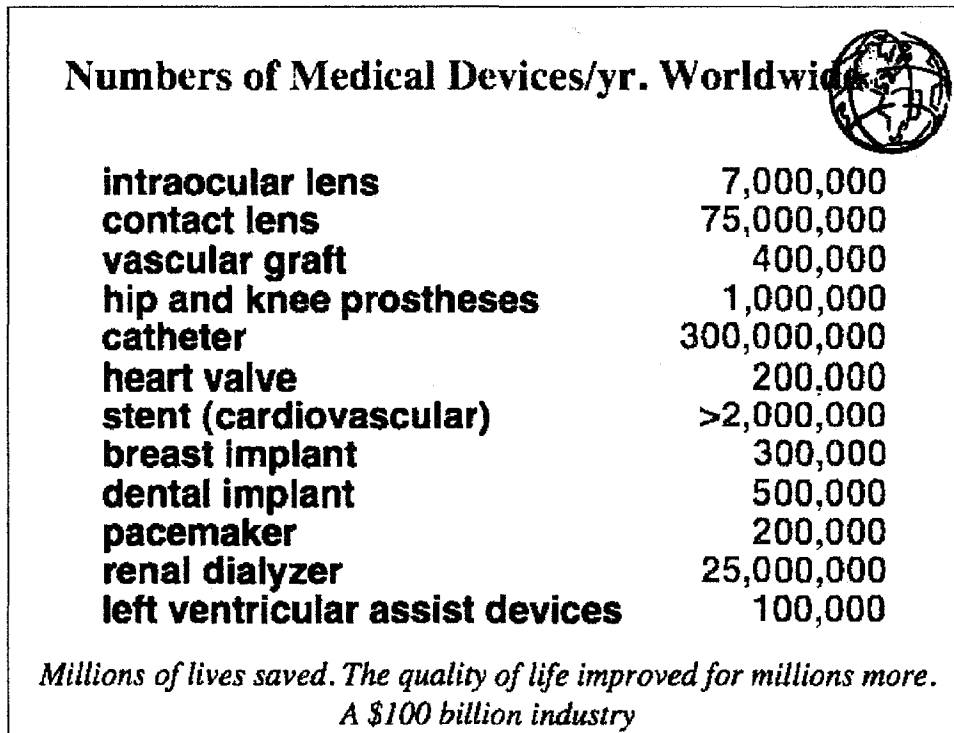 Numbers of Medical Devices/yr. Worldwide
intraocular lens 7,000,000
contact lens 75,000,000
vascular graft 400,000
hip and knee prostheses 1,000,000
catheter 300,000,000
heart valve 200,000
stent (cardiovascular) >2,000,000
breast implant 300,000
dental implant 500,000
pacemaker 200,000
renal dialyzer 25,000,000
left ventricular assist devices 100,000
Millions of lives saved. The quality of life improved for millions more.
A $100 billion industry